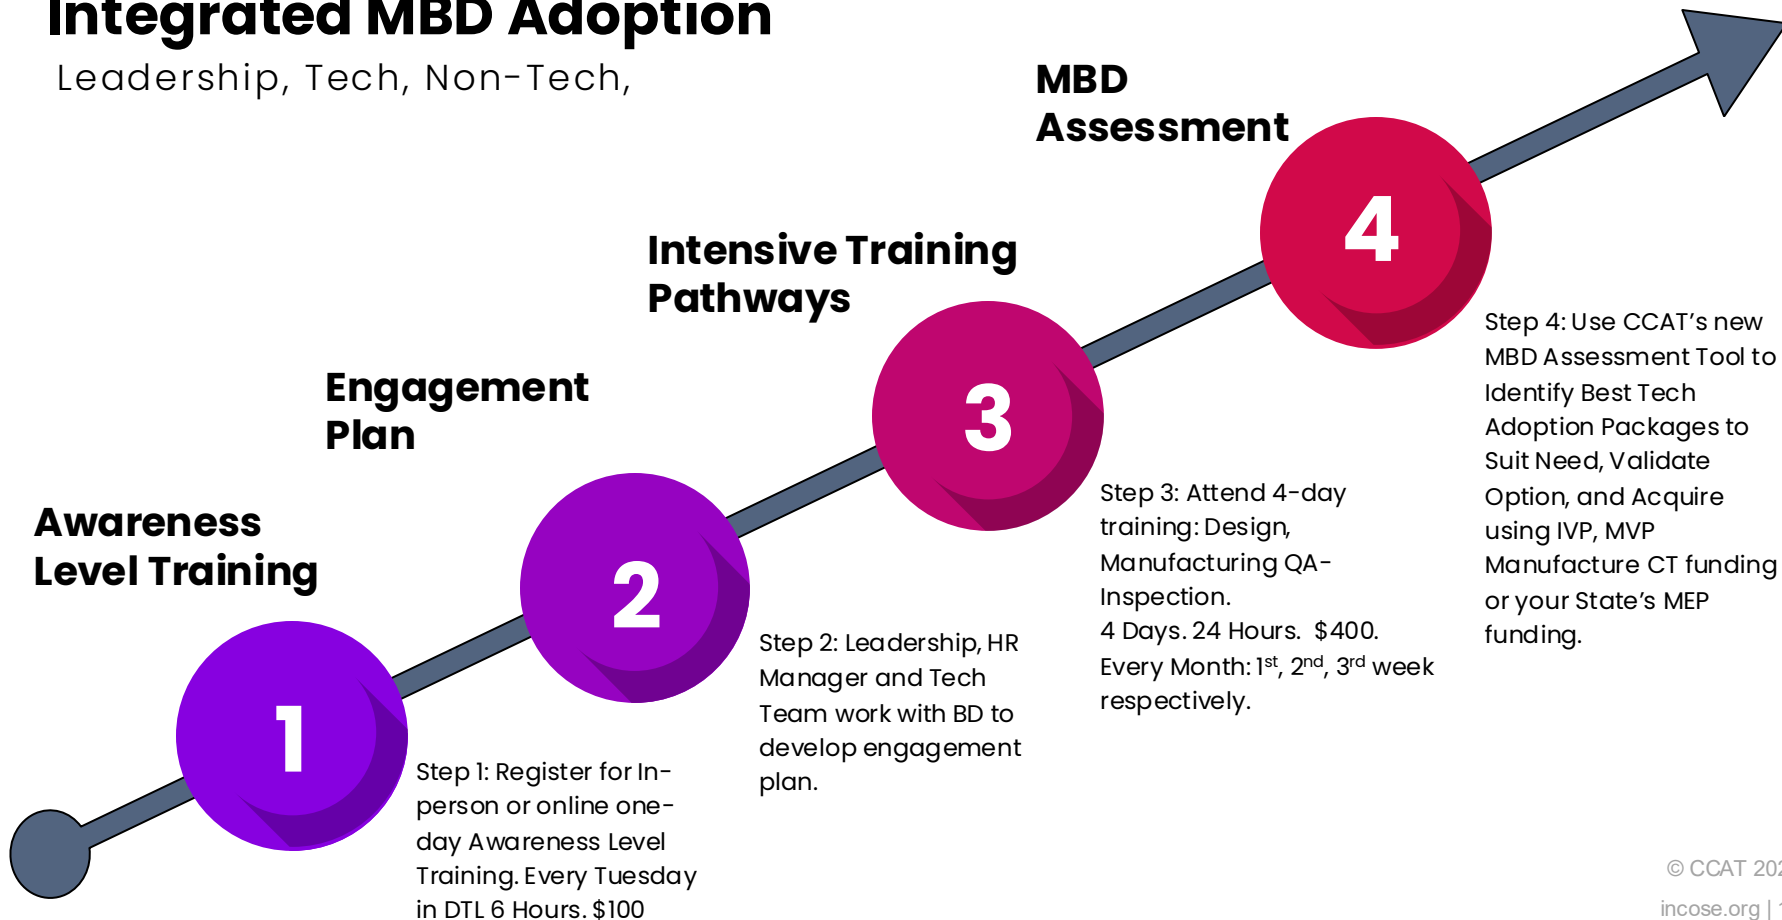 Integrated MBD Adoption
Leadership, Tech, Non-Tech,
MBD
Assessment
4
Intensive Training
Pathways
3
Engagement
Plan
2
Awareness
Level Training
1
Step 1: Register for In-
person or online one-
day Awareness Level
Training. Every Tuesday
in DTL 6 Hours. $100
Step 2: Leadership, HR
Manager and Tech
Team work with BD to
develop engagement
plan.
Step 3: Attend 4-day
training: Design,
Manufacturing QA-
Inspection.
4 Days. 24 Hours.  $400.
Every Month: 1st, 2nd, 3rd week
respectively.
Step 4: Use CCAT’s new
MBD Assessment Tool to
Identify Best Tech
Adoption Packages to
Suit Need, Validate
Option, and Acquire
using IVP, MVP
Manufacture CT funding
or your State’s MEP
funding.
© CCAT
incose.org |